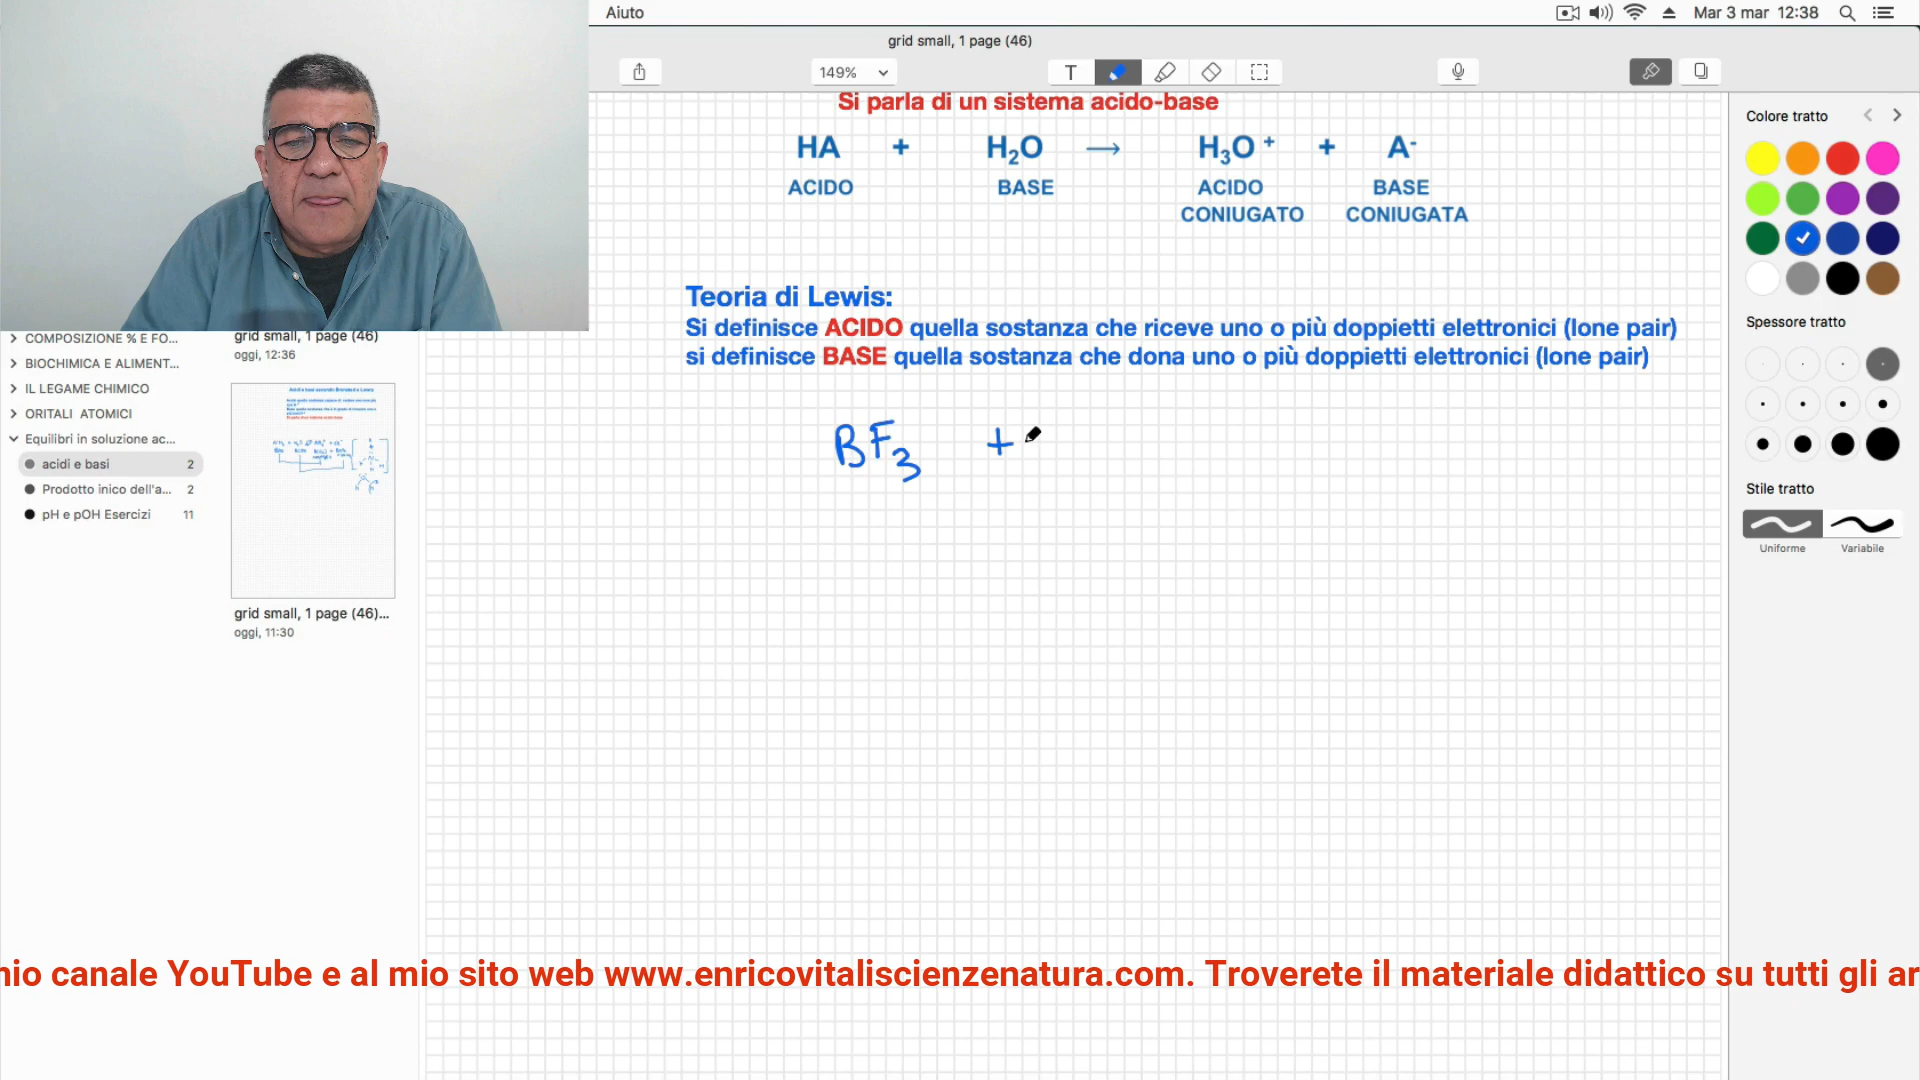 Aiuto
Mar 3 mar 12:38
grid small, 1 page (46)
149%
T
Si parla di un sistema acido-base
HA + H₂O ⟶ H₃O⁺ + A⁻
ACIDO BASE ACIDO CONIUGATO BASE CONIUGATA
Teoria di Lewis:
Si definisce ACIDO quella sostanza che riceve uno o più doppietti elettronici (lone pair)
si definisce BASE quella sostanza che dona uno o più doppietti elettronici (lone pair)
BF₃ +
COMPOSIZIONE % E FO...
BIOCHIMICA E ALIMENT...
IL LEGAME CHIMICO
ORITALI ATOMICI
Equilibri in soluzione ac...
acidi e basi 2
Prodotto inico dell'a... 2
pH e pOH Esercizi 11
grid small, 1 page (46)
oggi, 12:36
grid small, 1 page (46)...
oggi, 11:30
Colore tratto
Spessore tratto
Stile tratto
Uniforme
Variabile
canale YouTube e al mio sito web www.enricovitaliscienzenatura.com. Troverete il materiale didattico su tutti gli ar